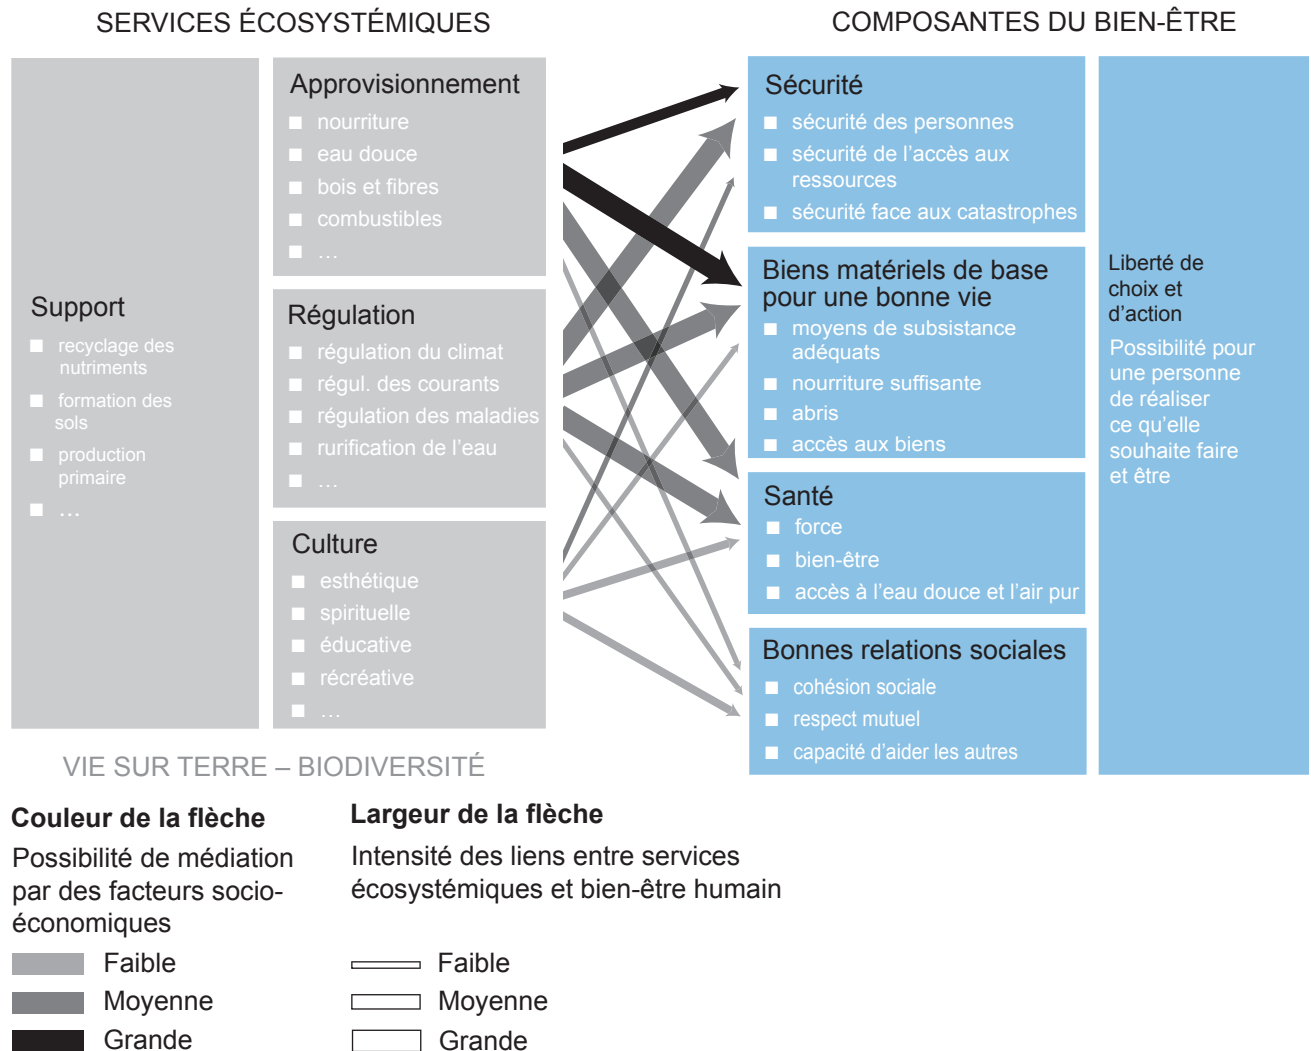 SERVICES ÉCOSYSTÉMIQUES
COMPOSANTES DU BIEN-ÊTRE
Support
recyclage des
nutriments
formation des
sols
production
primaire
…
Approvisionnement
nourriture
eau douce
bois et fibres
combustibles
…
Régulation
régulation du climat
régul. des courants
régulation des maladies
rurification de l’eau
…
Culture
esthétique
spirituelle
éducative
récréative
…
Sécurité
sécurité des personnes
sécurité de l’accès aux
ressources
sécurité face aux catastrophes
Biens matériels de base
pour une bonne vie
moyens de subsistance
adéquats
nourriture suffisante
abris
accès aux biens
Santé
force
bien-être
accès à l’eau douce et l’air pur
Bonnes relations sociales
cohésion sociale
respect mutuel
capacité d’aider les autres
Liberté de
choix et
d’action
Possibilité pour
une personne
de réaliser
ce qu’elle
souhaite faire
et être
VIE SUR TERRE – BIODIVERSITÉ
Couleur de la flèche
Possibilité de médiation
par des facteurs socio-
économiques
Faible
Moyenne
Grande
Largeur de la flèche
Intensité des liens entre services
écosystémiques et bien-être humain
Faible
Moyenne
Grande